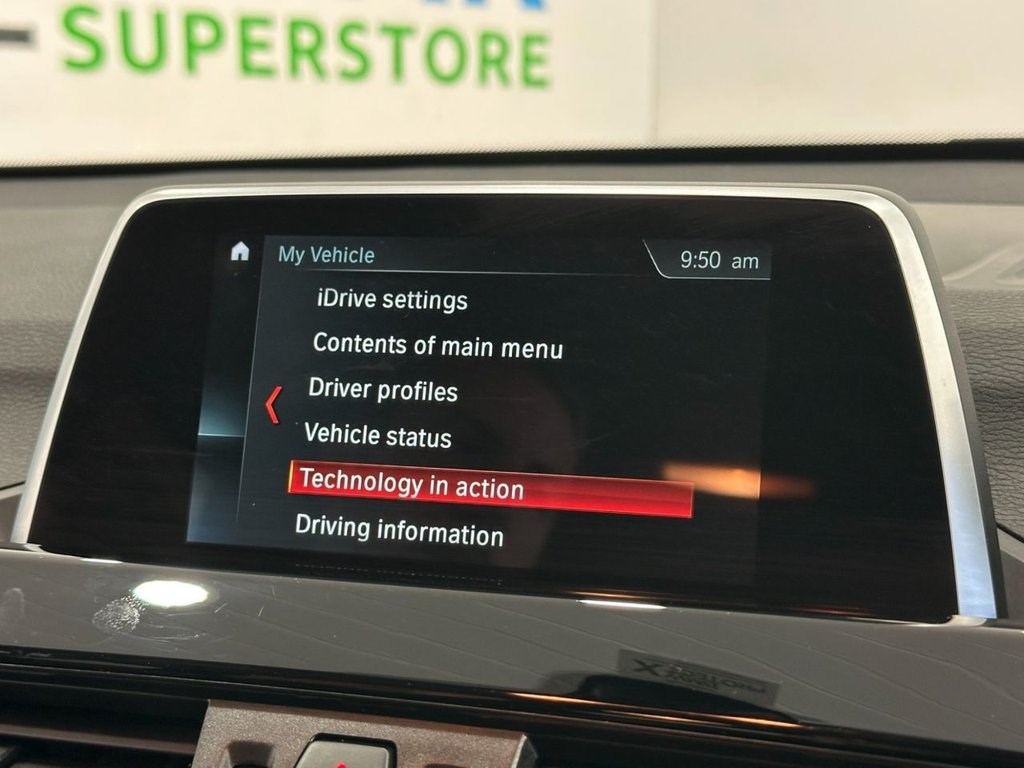 SUPERSTORE
My Vehicle
9:50 am
iDrive settings
Contents of main menu
Driver profiles
Vehicle status
Technology in action
Driving information